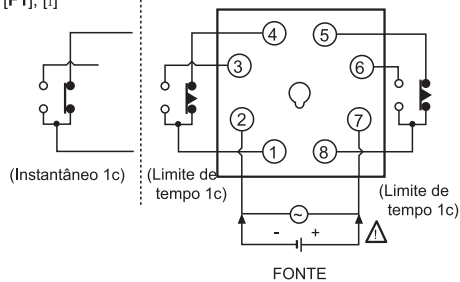 [F1], [I]
4
5
3
6
2
7
1
8
(Instantâneo 1c)
(Limite de
tempo 1c)
(Limite de
tempo 1c)
~
- +
!
FONTE